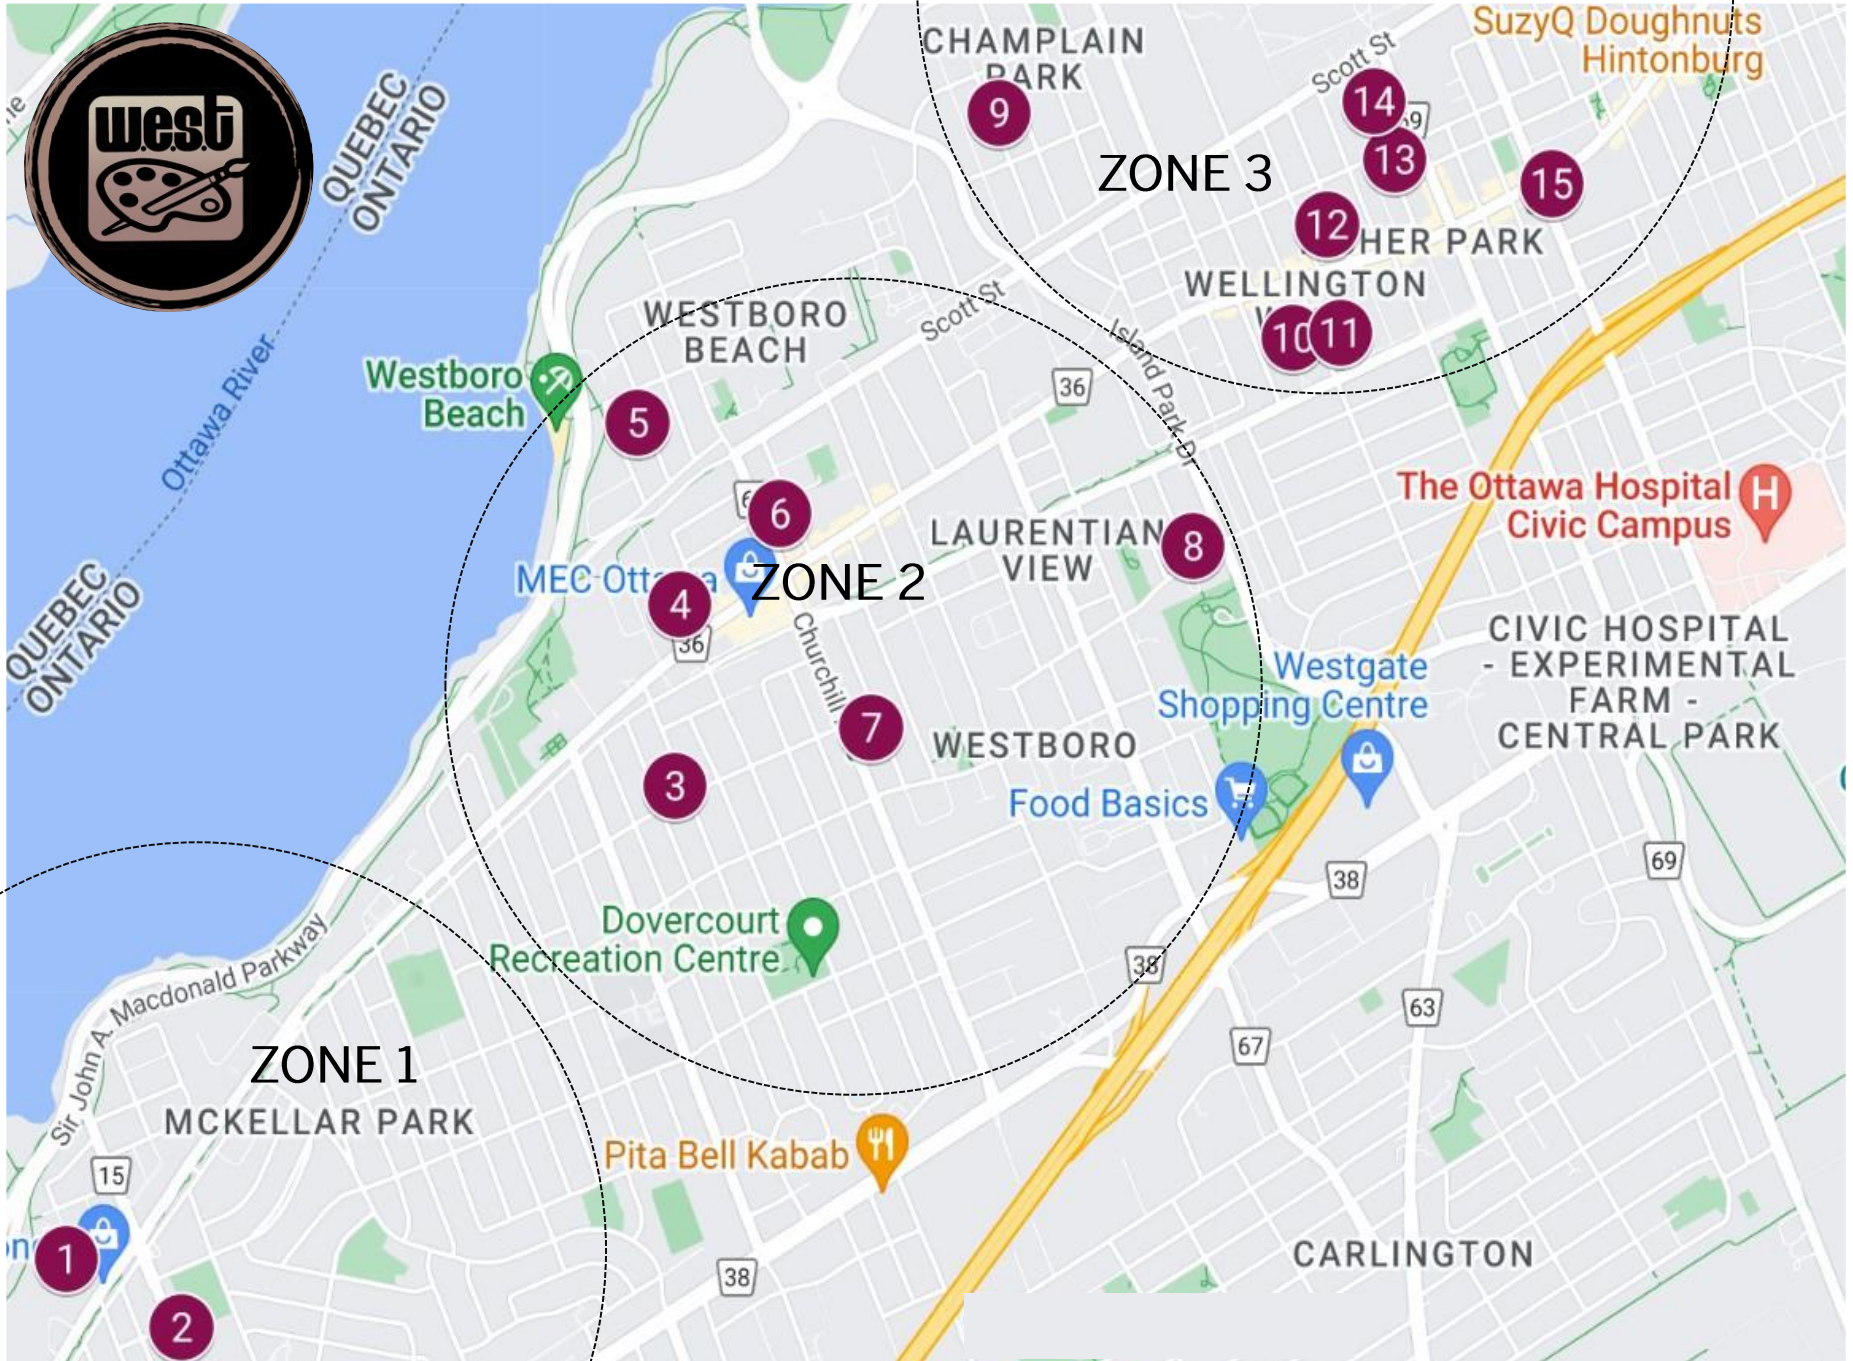 w.e.s.t
QUEBEC
ONTARIO
CHAMPLAIN
PARK
9
Scott St
SuzyQ Doughnuts
Hintonburg
14
13
15
ZONE 3
12
HER PARK
WELLINGTON
10
11
WESTBORO
BEACH
Scott St
Island Park Dr
36
Westboro
Beach
5
Ottawa River
6
LAURENTIAN
VIEW
8
The Ottawa Hospital
Civic Campus
H
MEC Ottawa
ZONE 2
4
36
Churchill
QUEBEC
ONTARIO
CIVIC HOSPITAL
- EXPERIMENTAL
FARM -
CENTRAL PARK
Westgate
Shopping Centre
7
WESTBORO
3
Food Basics
38
69
Dovercourt
Recreation Centre
38
63
67
Sir John A. Macdonald Parkway
ZONE 1
MCKELLAR PARK
15
Pita Bell Kabab
1
2
38
CARLINGTON